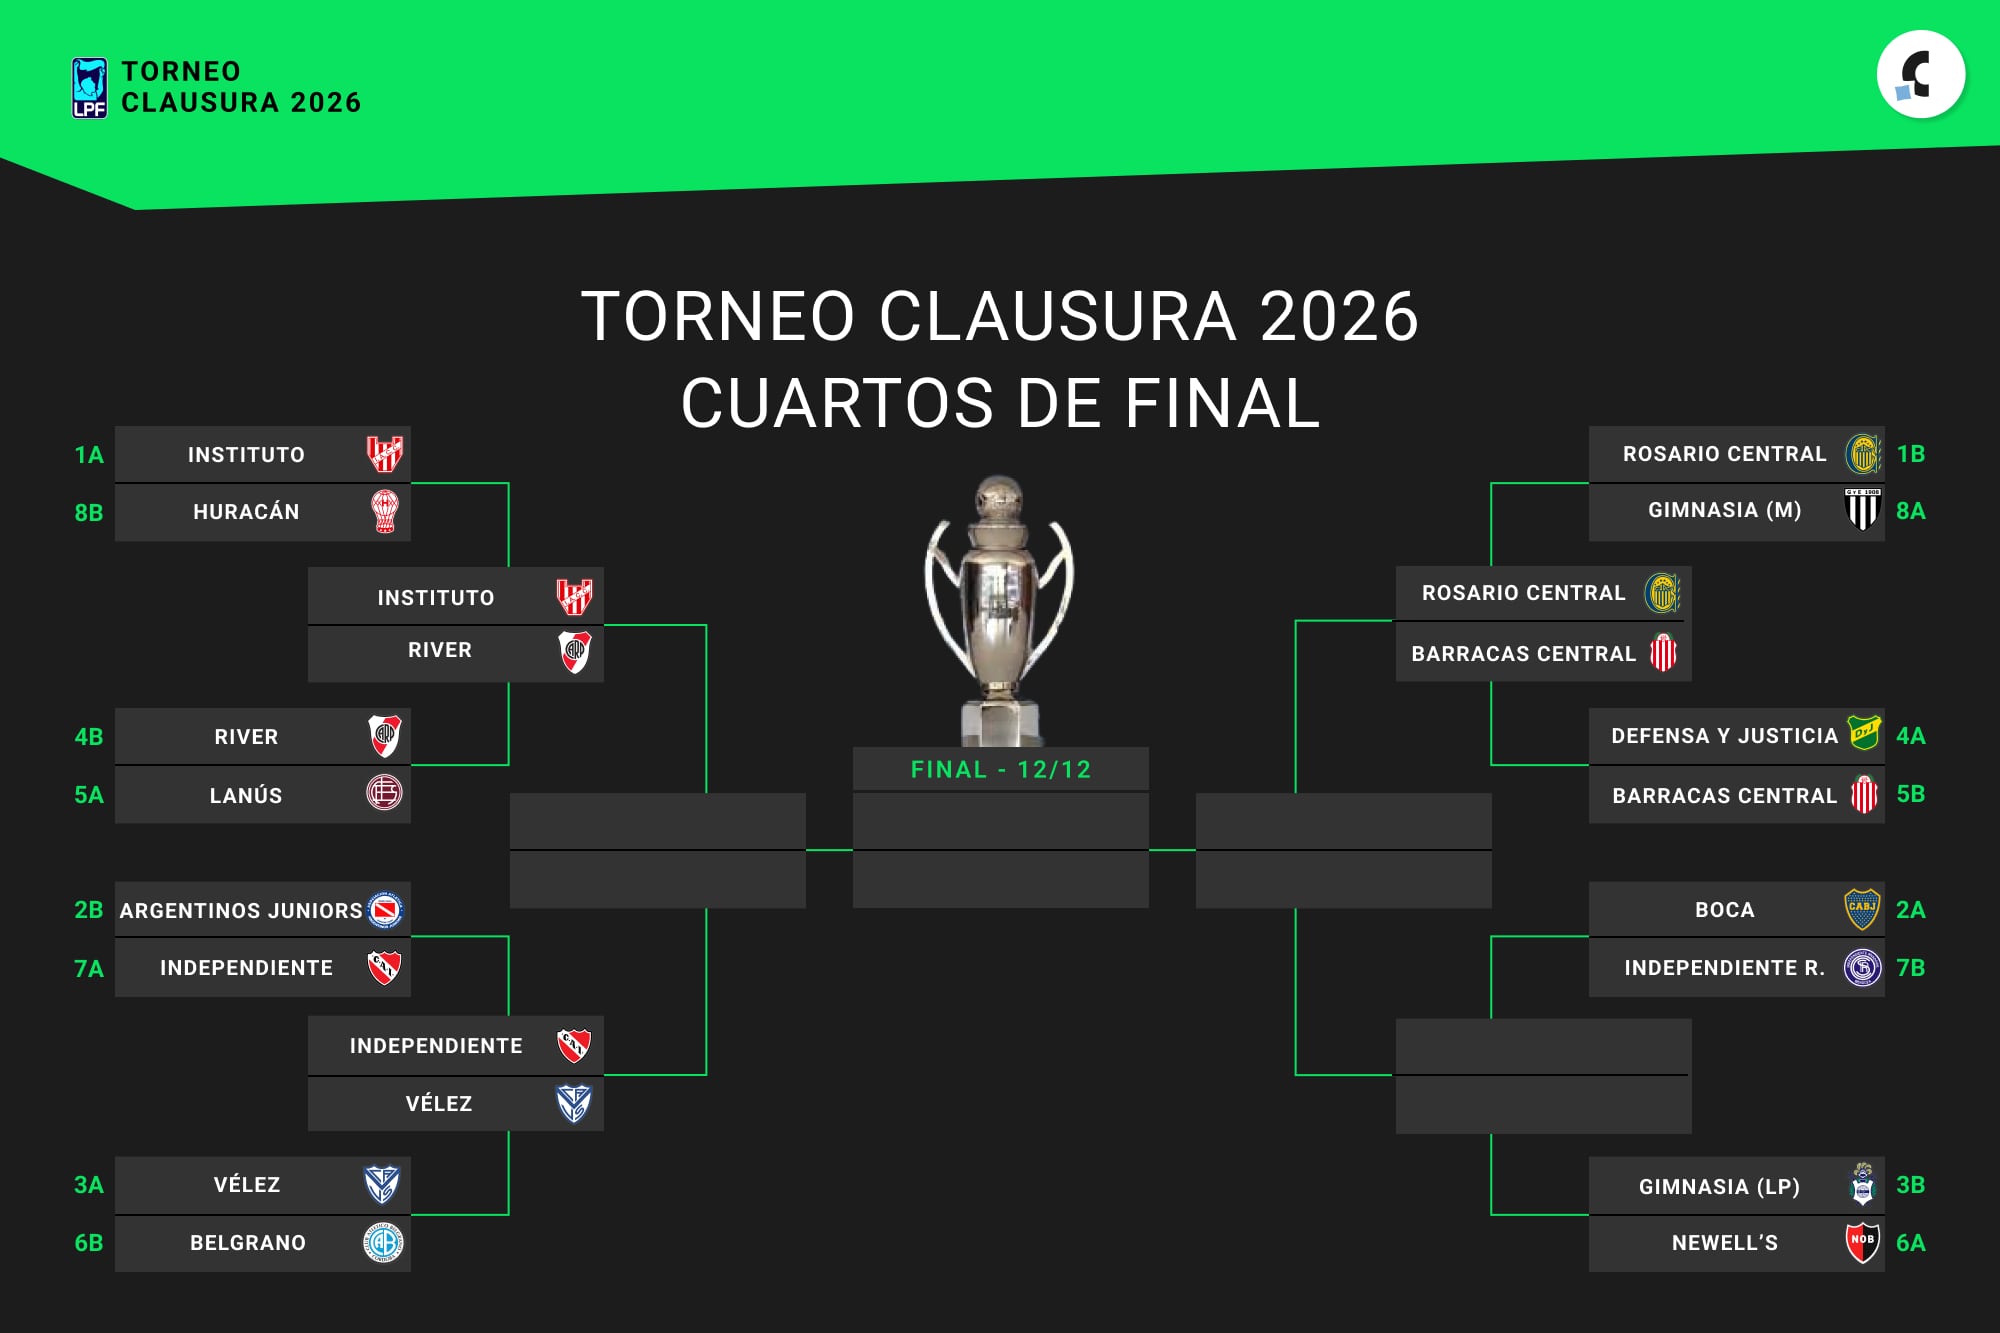 TORNEO
CLAUSURA 2026
LPF
TORNEO CLAUSURA 2026
CUARTOS DE FINAL
1A INSTITUTO
8B HURACÁN
INSTITUTO
RIVER
4B RIVER
5A LANÚS
2B ARGENTINOS JUNIORS
7A INDEPENDIENTE
INDEPENDIENTE
VÉLEZ
3A VÉLEZ
6B BELGRANO
FINAL - 12/12
ROSARIO CENTRAL 1B
GIMNASIA (M) 8A
ROSARIO CENTRAL
BARRACAS CENTRAL
DEFENSA Y JUSTICIA 4A
BARRACAS CENTRAL 5B
BOCA CABJ 2A
INDEPENDIENTE R. 7B
GIMNASIA (LP) 3B
NEWELL'S NOB 6A